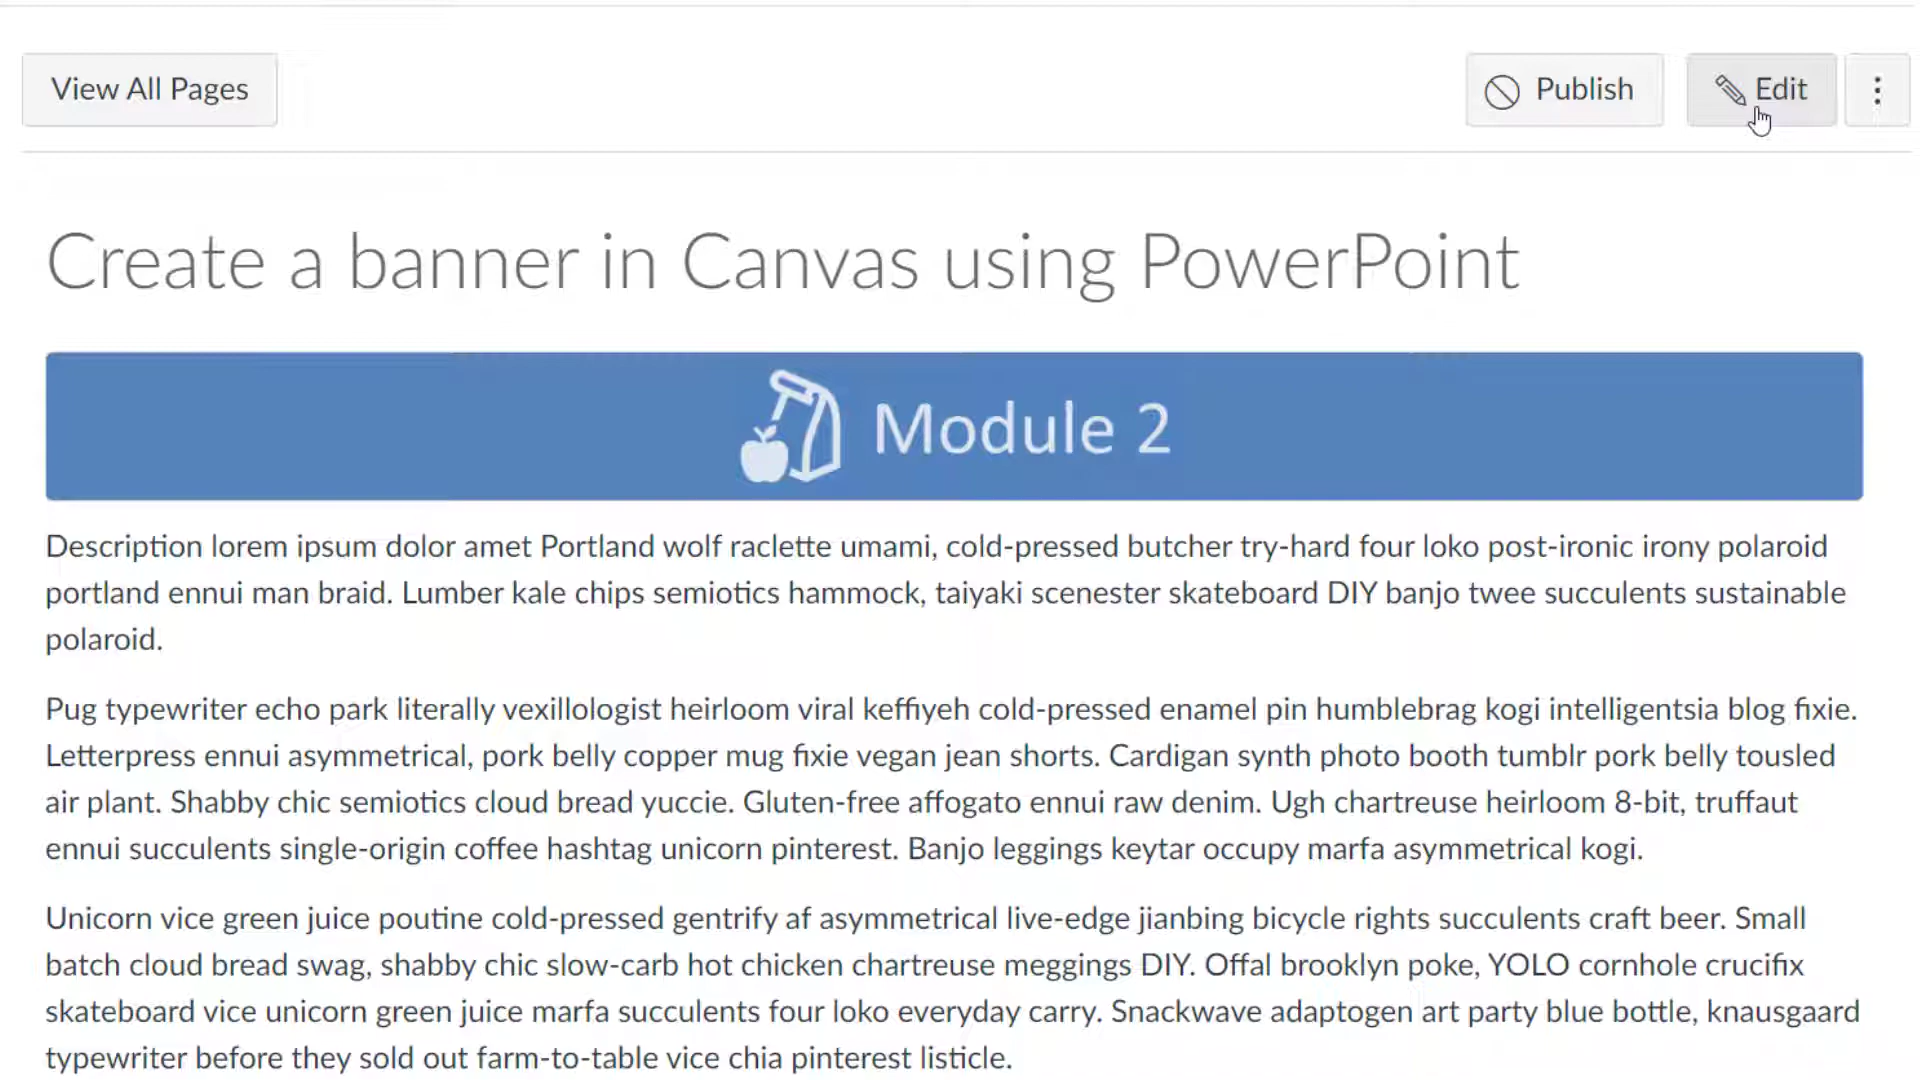 View All Pages
Publish
Edit
Create a banner in Canvas using PowerPoint
Module 2
Description lorem ipsum dolor amet Portland wolf raclette umami, cold-pressed butcher try-hard four loko post-ironic irony polaroid
portland ennui man braid. Lumber kale chips semiotics hammock, taiyaki scenester skateboard DIY banjo twee succulents sustainable
polaroid.
Pug typewriter echo park literally vexillologist heirloom viral keffiyeh cold-pressed enamel pin humblebrag kogi intelligentsia blog fixie.
Letterpress ennui asymmetrical, pork belly copper mug fixie vegan jean shorts. Cardigan synth photo booth tumblr pork belly tousled
air plant. Shabby chic semiotics cloud bread yuccie. Gluten-free affogato ennui raw denim. Ugh chartreuse heirloom 8-bit, truffaut
ennui succulents single-origin coffee hashtag unicorn pinterest. Banjo leggings keytar occupy marfa asymmetrical kogi.
Unicorn vice green juice poutine cold-pressed gentrify af asymmetrical live-edge jianbing bicycle rights succulents craft beer. Small
batch cloud bread swag, shabby chic slow-carb hot chicken chartreuse meggings DIY. Offal brooklyn poke, YOLO cornhole crucifix
skateboard vice unicorn green juice marfa succulents four loko everyday carry. Snackwave adaptogen art party blue bottle, knausgaard
typewriter before they sold out farm-to-table vice chia pinterest listicle.